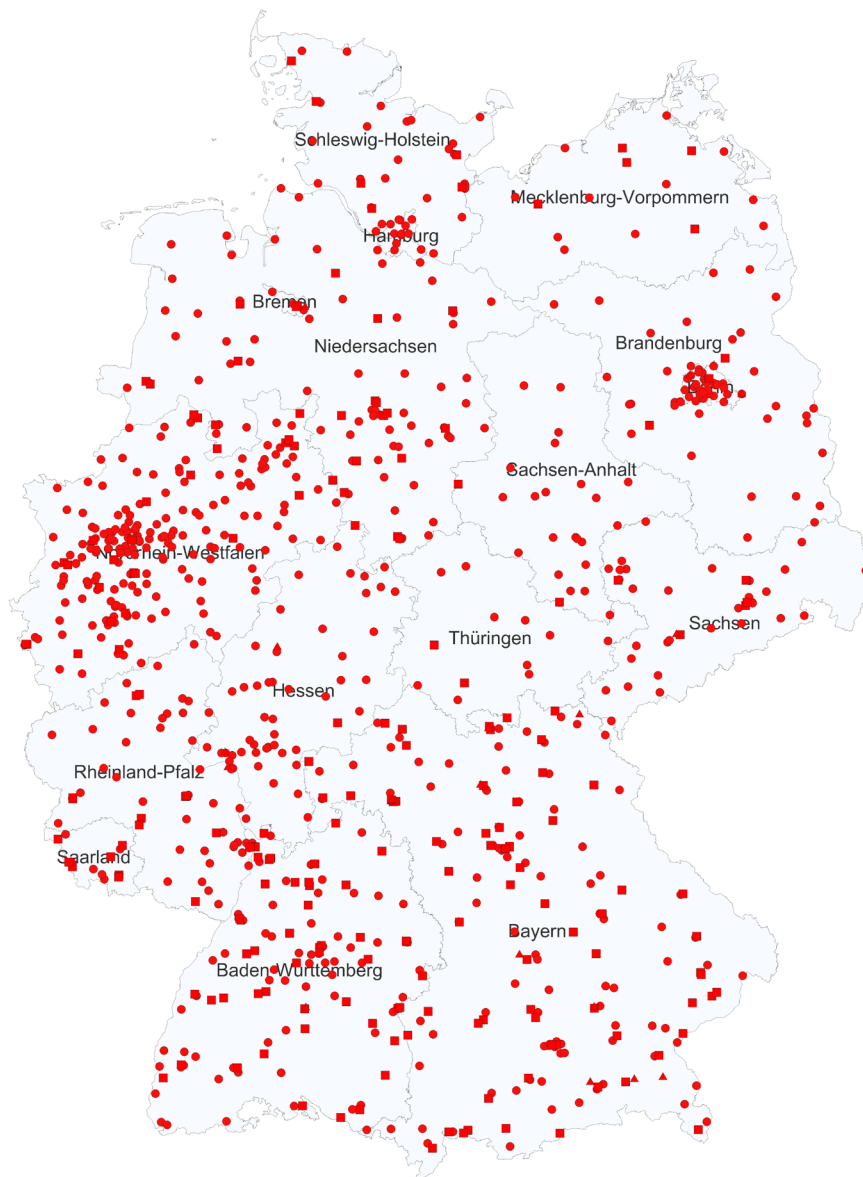 Schleswig-Holstein
Mecklenburg-Vorpommern
Hamburg
Bremen
Niedersachsen
Brandenburg
Berlin
Sachsen-Anhalt
Nordrhein-Westfalen
Sachsen
Thüringen
Hessen
Rheinland-Pfalz
Saarland
Bayern
Baden-Württemberg